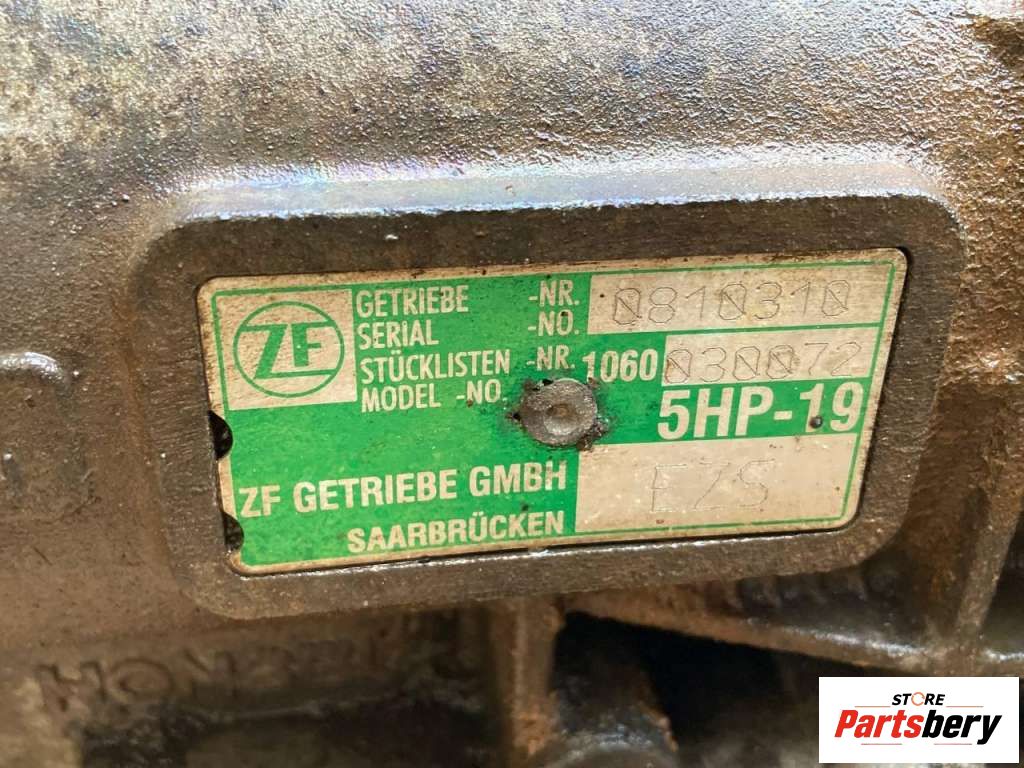 ZF
GETRIEBE -NR. 0810310
SERIAL -NO.
STÜCKLISTEN -NR. 1060 030072
MODEL -NO.
5HP-19
ZF GETRIEBE GMBH EZS
SAARBRÜCKEN
STORE
Partsbery